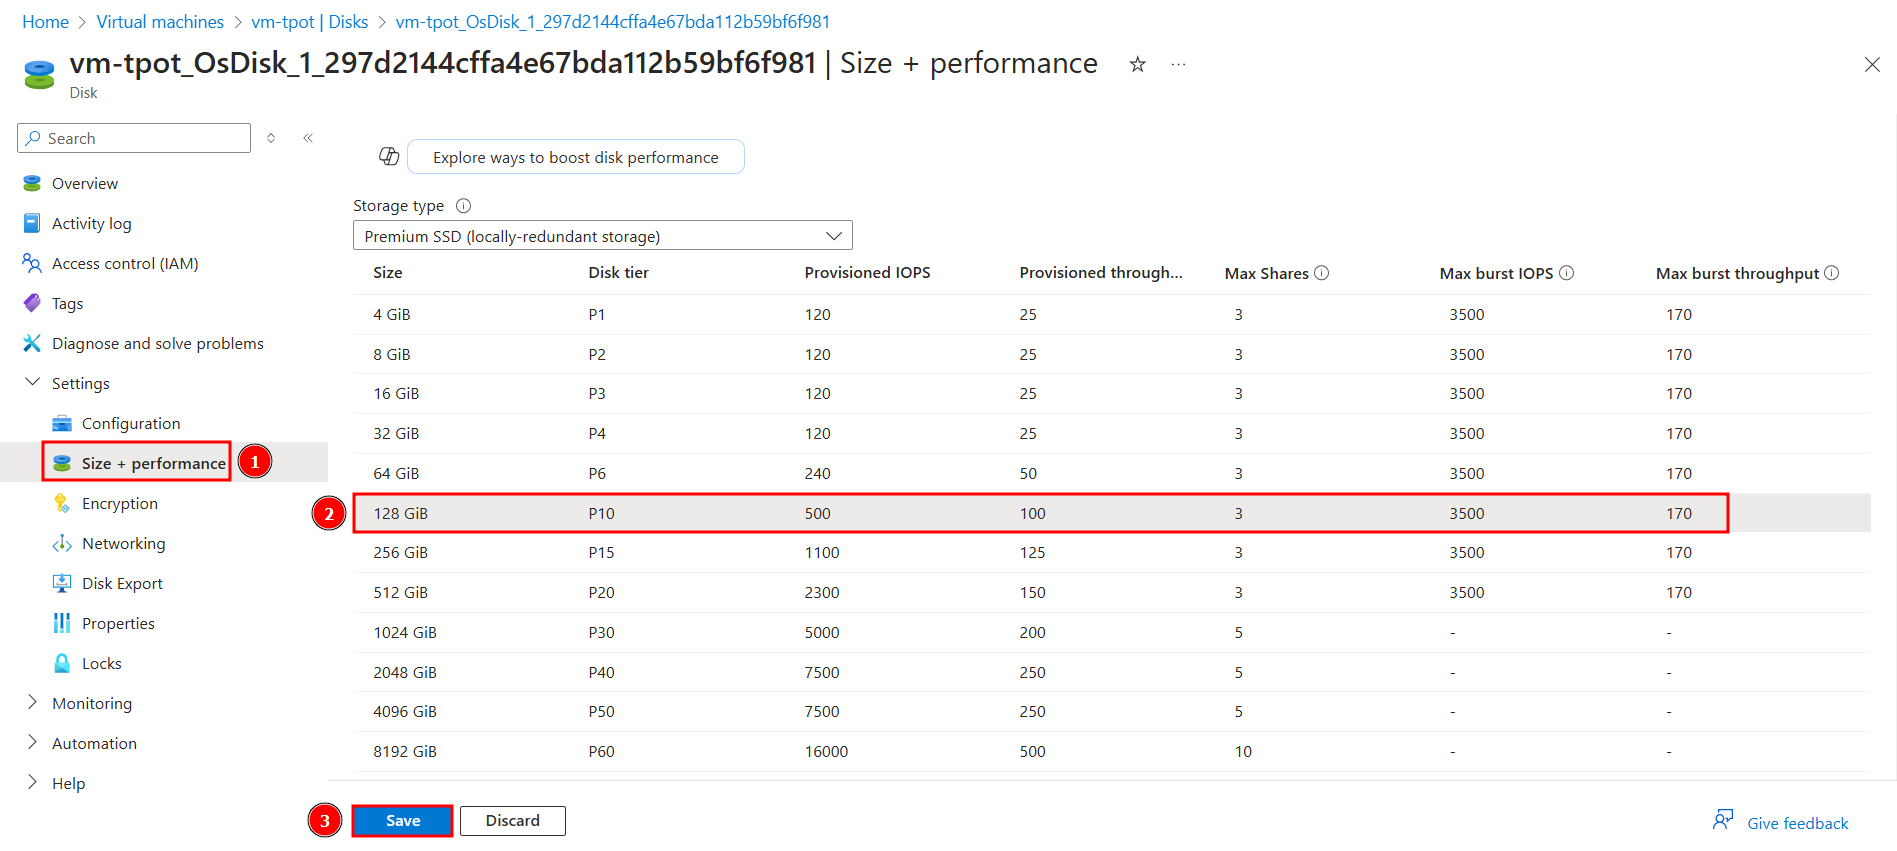 Home > Virtual machines > vm-tpot | Disks > vm-tpot_OsDisk_1_297d2144cffa4e67bda112b59bf6f981
vm-tpot_OsDisk_1_297d2144cffa4e67bda112b59bf6f981 | Size + performance
Disk
Search
Overview
Activity log
Access control (IAM)
Tags
Diagnose and solve problems
Settings
Configuration
Size + performance 1
Encryption
Networking
Disk Export
Properties
Locks
Monitoring
Automation
Help
Explore ways to boost disk performance
Storage type
Premium SSD (locally-redundant storage)
Size Disk tier Provisioned IOPS Provisioned through... Max Shares Max burst IOPS Max burst throughput
4 GiB P1 120 25 3 3500 170
8 GiB P2 120 25 3 3500 170
16 GiB P3 120 25 3 3500 170
32 GiB P4 120 25 3 3500 170
64 GiB P6 240 50 3 3500 170
2 128 GiB P10 500 100 3 3500 170
256 GiB P15 1100 125 3 3500 170
512 GiB P20 2300 150 3 3500 170
1024 GiB P30 5000 200 5 - -
2048 GiB P40 7500 250 5 - -
4096 GiB P50 7500 250 5 - -
8192 GiB P60 16000 500 10 - -
3 Save Discard
Give feedback